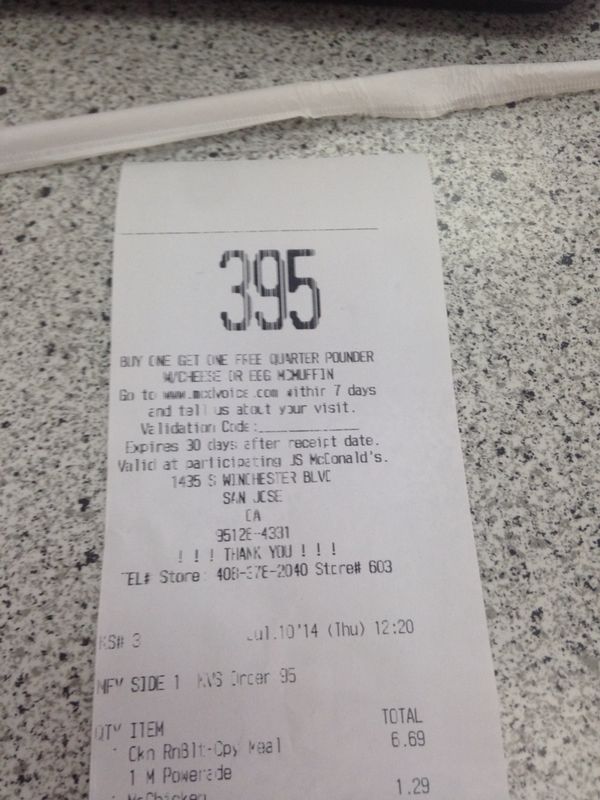 395
BUY ONE GET ONE FREE QUARTER POUNDER
W/CHEESE OR EGG MCMUFFIN
Go to www.mcdvoice.com within 7 days
and tell us about your visit.
Validation Code:____________
Expires 30 days after receipt date.
Valid at participating US McDonald's.
1435 S WINCHESTER BLVD
SAN JOSE
CA
95128-4331
! ! ! THANK YOU ! ! !
TEL# Store: 408-378-2040 Store# 603
KS# 3 Jul.10'14 (Thu) 12:20
MFY SIDE 1 KVS Order 95
QTY ITEM TOTAL
Ckn RnBlt-Cpy Meal 6.69
1 M Powerade
McChicken 1.29